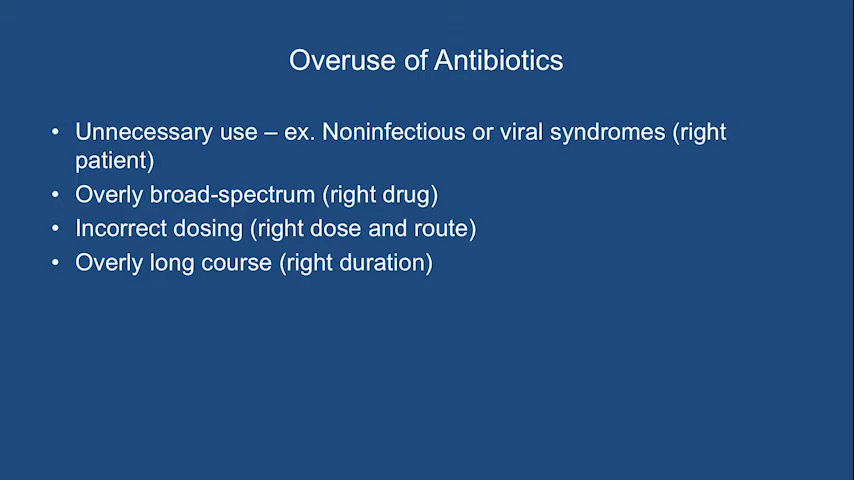 Overuse of Antibiotics
• Unnecessary use – ex. Noninfectious or viral syndromes (right
patient)
• Overly broad-spectrum (right drug)
• Incorrect dosing (right dose and route)
• Overly long course (right duration)